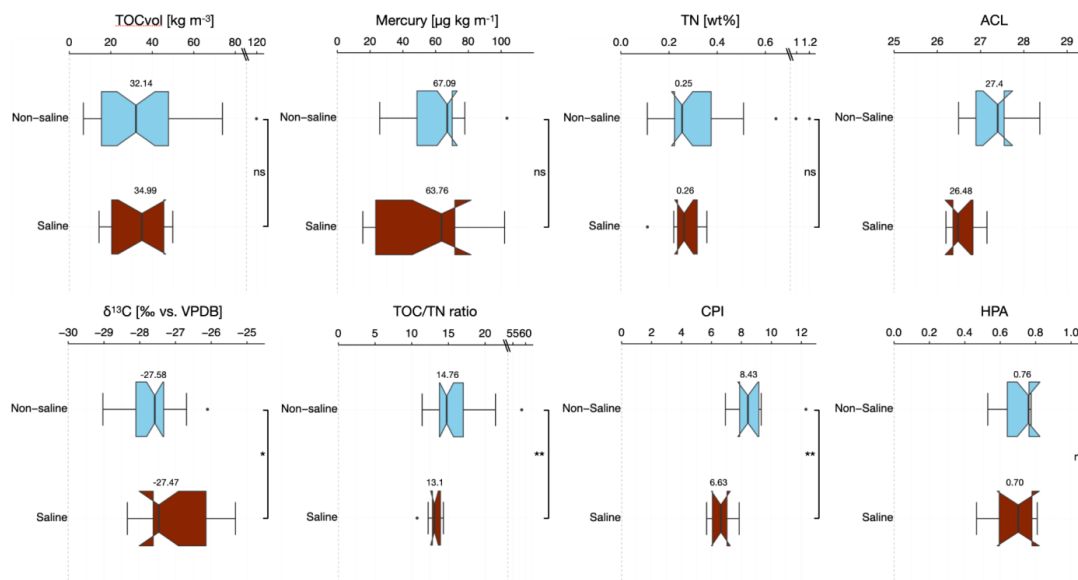 TOCvol [kg m⁻³]
0 20 40 60 80 120
32.14
Non−saline
34.99
Saline
ns
Mercury [µg kg m⁻¹]
0 20 40 60 80
67.09
Non−saline
63.76
Saline
ns
TN [wt%]
0.0 0.2 0.4 0.6 1 1.2
0.25
Non−saline
0.26
Saline
ns
ACL
25 26 27 28 29
27.4
Non−Saline
26.48
Saline
δ¹³C [‰ vs. VPDB]
−30 −29 −28 −27 −26 −25
-27.58
Non−saline
-27.47
Saline
*
TOC/TN ratio
0 5 10 15 20 5560
14.76
Non−saline
13.1
Saline
**
CPI
0 2 4 6 8 10 12
8.43
Non−Saline
6.63
Saline
**
HPA
0.0 0.2 0.4 0.6 0.8 1.0
0.76
Non−Saline
0.70
Saline